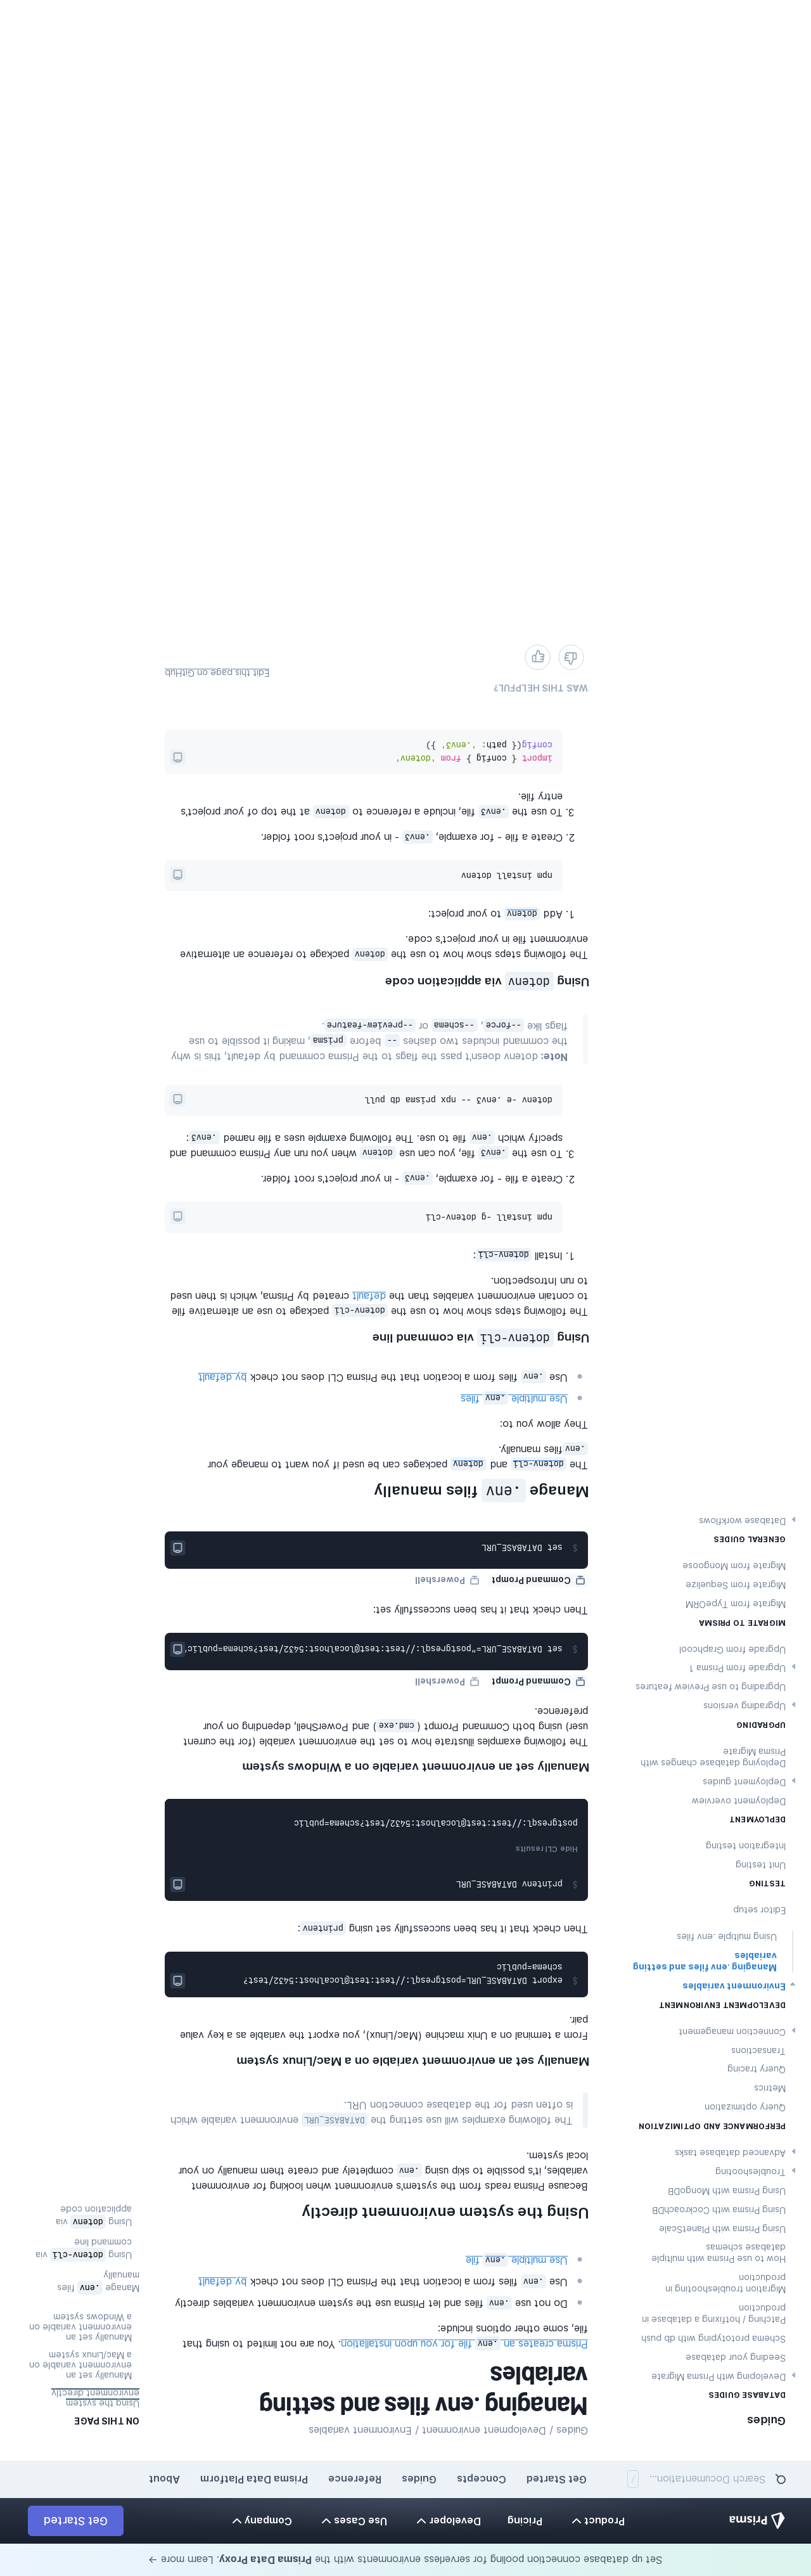 Set up database connection pooling for serverless environments with the Prisma Data Proxy. Learn more →
Prisma
Product
Pricing
Developer
Use Cases
Company
Get Started
Search Documentation...
/
Get Started
Concepts
Guides
Reference
Prisma Data Platform
About
Guides
DATABASE GUIDES
Developing with Prisma Migrate
Seeding your database
Schema prototyping with db push
Patching / hotfixing a database in
production
Migration troubleshooting in
production
How to use Prisma with multiple
database schemas
Using Prisma with PlanetScale
Using Prisma with CockroachDB
Using Prisma with MongoDB
Troubleshooting
Advanced database tasks
PERFORMANCE AND OPTIMIZATION
Query optimization
Metrics
Query tracing
Transactions
Connection management
DEVELOPMENT ENVIRONMENT
Environment variables
Managing .env files and setting
variables
Using multiple .env files
Editor setup
TESTING
Unit testing
Integration testing
DEPLOYMENT
Deployment overview
Deployment guides
Deploying database changes with
Prisma Migrate
UPGRADING
Upgrading versions
Upgrading to use Preview features
Upgrade from Prisma 1
Upgrade from Graphcool
MIGRATE TO PRISMA
Migrate from TypeORM
Migrate from Sequelize
Migrate from Mongoose
GENERAL GUIDES
Database workflows
Guides / Development environment / Environment variables
Managing .env files and setting
variables
Prisma creates an .env file for you upon installation. You are not limited to using that
file, some other options include:
Do not use .env files and let Prisma use the system environment variables directly
Use .env files from a location that the Prisma CLI does not check by default
Use multiple .env file
Using the system environment directly
Because Prisma reads from the system's environment when looking for environment
variables, it's possible to skip using .env completely and create them manually on your
local system.
The following examples will use setting the DATABASE_URL environment variable which
is often used for the database connection URL.
Manually set an environment variable on a Mac/Linux system
From a terminal on a Unix machine (Mac/Linux), you export the variable as a key value
pair.
$ export DATABASE_URL=postgresql://test:test@localhost:5432/test?
schema=public
Then check that it has been successfully set using printenv:
$ printenv DATABASE_URL
Hide CLI results
postgresql://test:test@localhost:5432/test?schema=public
Manually set an environment variable on a Windows system
The following examples illustrate how to set the environment variable (for the current
user) using both Command Prompt (cmd.exe) and PowerShell, depending on your
preference.
Command Prompt
Powershell
$ set DATABASE_URL="postgresql://test:test@localhost:5432/test?schema=public"
Then check that it has been successfully set:
Command Prompt
Powershell
$ set DATABASE_URL
Manage .env files manually
The dotenv-cli and dotenv packages can be used if you want to manage your
.env files manually.
They allow you to:
Use multiple .env files
Use .env files from a location that the Prisma CLI does not check by default
Using dotenv-cli via command line
The following steps show how to use the dotenv-cli package to use an alternative file
to contain environment variables than the default created by Prisma, which is then used
to run Introspection.
1. Install dotenv-cli:
npm install -g dotenv-cli
2. Create a file - for example, .env3 - in your project's root folder.
3. To use the .env3 file, you can use dotenv when you run any Prisma command and
specify which .env file to use. The following example uses a file named .env3:
dotenv -e .env3 -- npx prisma db pull
Note: dotenv doesn't pass the flags to the Prisma command by default, this is why
the command includes two dashes -- before prisma, making it possible to use
flags like --force, --schema or --preview-feature.
Using dotenv via application code
The following steps show how to use the dotenv package to reference an alternative
environment file in your project's code.
1. Add dotenv to your project:
npm install dotenv
2. Create a file - for example, .env3 - in your project's root folder.
3. To use the .env3 file, include a reference to dotenv at the top of your project's
entry file.
import { config } from 'dotenv'
config({ path: '.env3' })
WAS THIS HELPFUL?
Edit this page on GitHub
ON THIS PAGE
Using the system
environment directly
Manually set an
environment variable on
a Mac/Linux system
Manually set an
environment variable on
a Windows system
Manage .env files
manually
Using dotenv-cli via
command line
Using dotenv via
application code